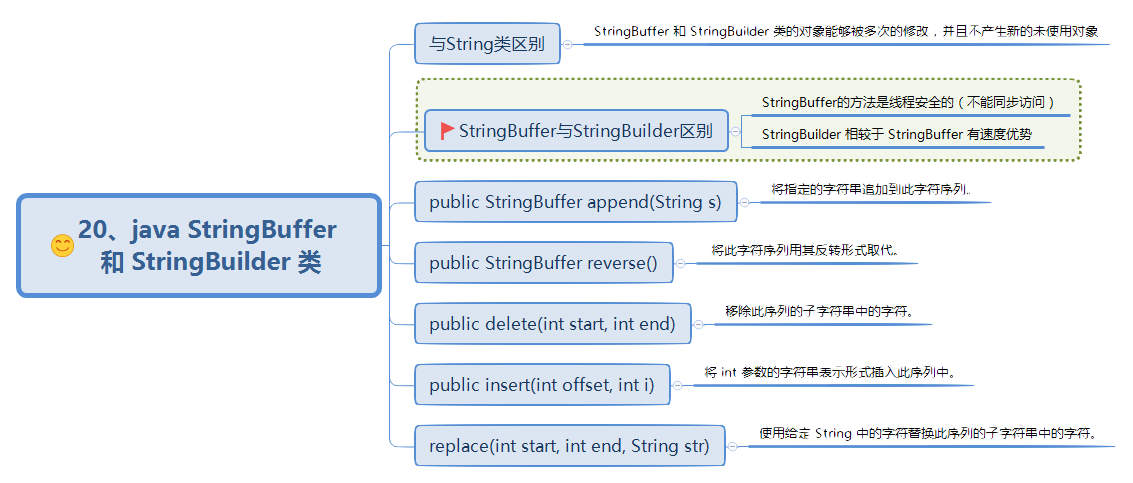 20、java StringBuffer
和 StringBuilder 类
与String类区别
StringBuffer 和 StringBuilder 类的对象能够被多次的修改，并且不产生新的未使用对象
StringBuffer与StringBuilder区别
StringBuffer的方法是线程安全的（不能同步访问）
StringBuilder 相较于 StringBuffer 有速度优势
public StringBuffer append(String s)
将指定的字符串追加到此字符序列。
public StringBuffer reverse()
将此字符序列用其反转形式取代。
public delete(int start, int end)
移除此序列的子字符串中的字符。
public insert(int offset, int i)
将 int 参数的字符串表示形式插入此序列中。
replace(int start, int end, String str)
使用给定 String 中的字符替换此序列的子字符串中的字符。